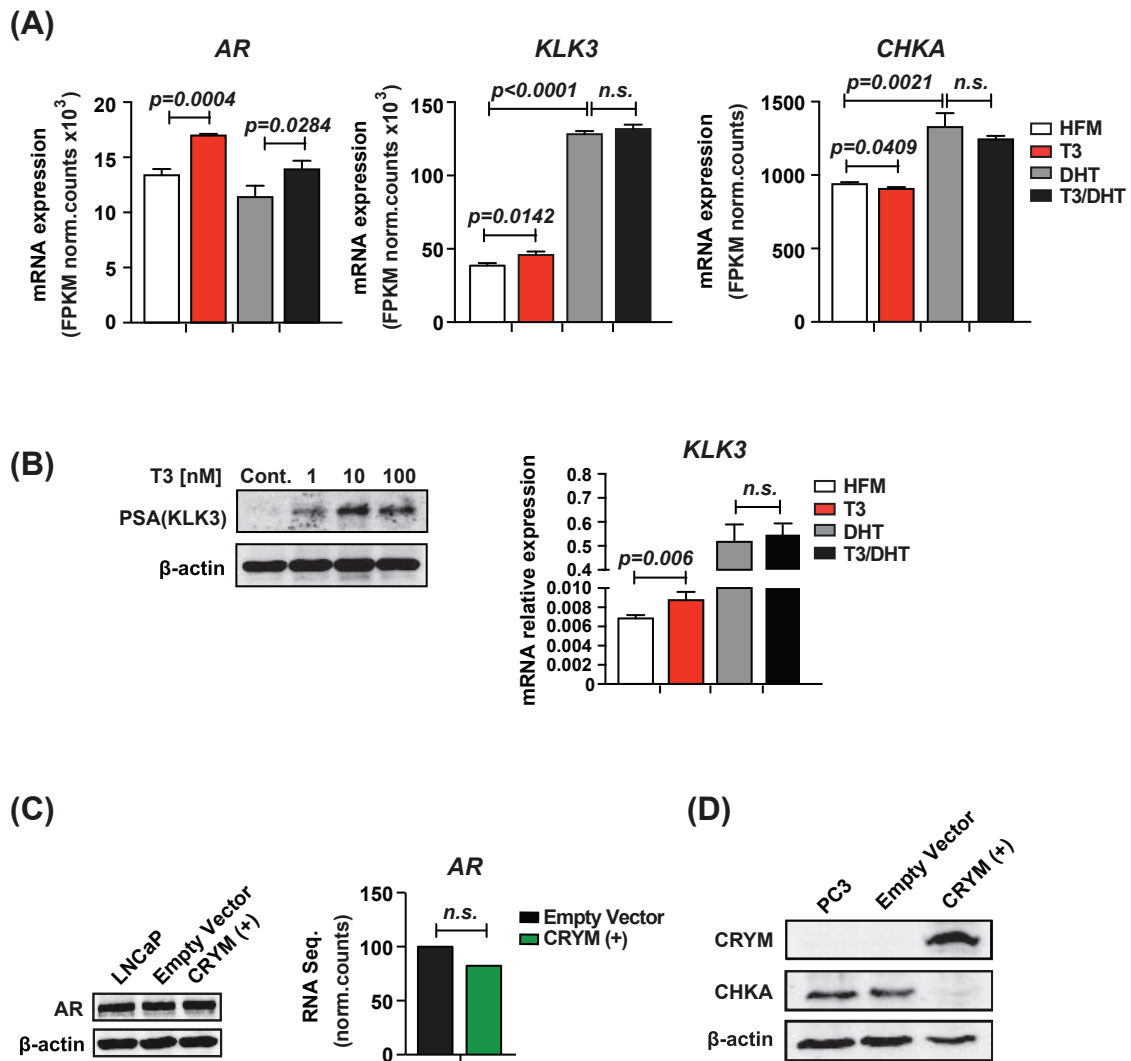 (A)
AR
mRNA expression
(FPKM norm.counts x10³)
20
15
10
5
0
p=0.0004
p=0.0284
KLK3
mRNA expression
(FPKM norm.counts x10³)
150
100
50
0
p<0.0001
n.s.
p=0.0142
CHKA
mRNA expression
(FPKM norm.counts)
1500
1000
500
0
p=0.0021
n.s.
p=0.0409
HFM
T3
DHT
T3/DHT
(B)
T3 [nM] Cont. 1 10 100
PSA(KLK3)
β-actin
KLK3
mRNA relative expression
0.8
0.7
0.6
0.5
0.4
0.010
0.008
0.006
0.004
0.002
0
p=0.006
n.s.
HFM
T3
DHT
T3/DHT
(C)
LNCaP
Empty Vector
CRYM (+)
AR
β-actin
AR
RNA Seq.
(norm.counts)
150
100
50
0
n.s.
Empty Vector
CRYM (+)
(D)
PC3
Empty Vector
CRYM (+)
CRYM
CHKA
β-actin